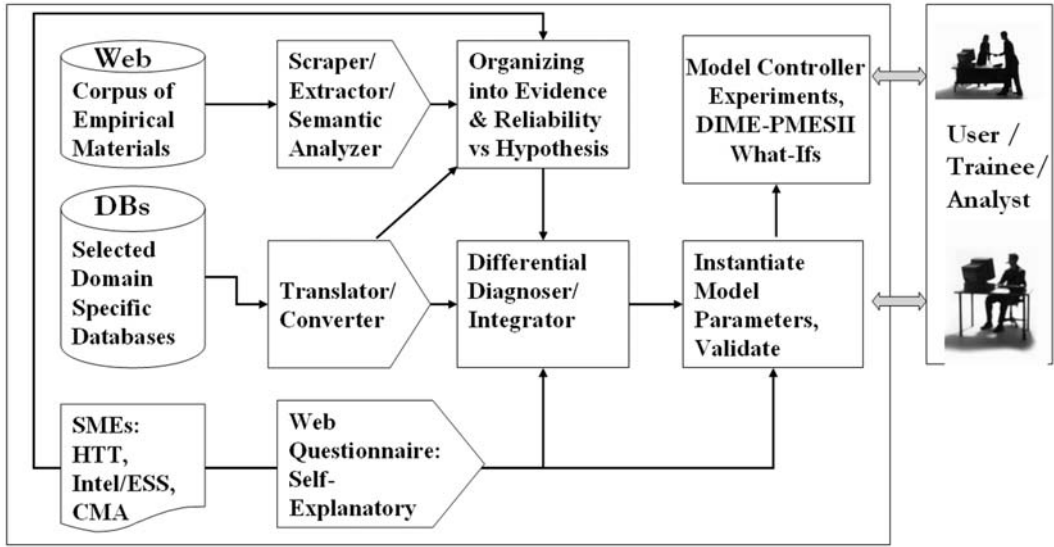 Web
Corpus of
Empirical
Materials
Scraper/
Extractor/
Semantic
Analyzer
Organizing
into Evidence
& Reliability
vs Hypothesis
Model Controller
Experiments,
DIME-PMESII
What-Ifs
User /
Trainee/
Analyst
DBs
Selected
Domain
Specific
Databases
Translator/
Converter
Differential
Diagnoser/
Integrator
Instantiate
Model
Parameters,
Validate
SMEs:
HTT,
Intel/ESS,
CMA
Web
Questionnaire:
Self-
Explanatory